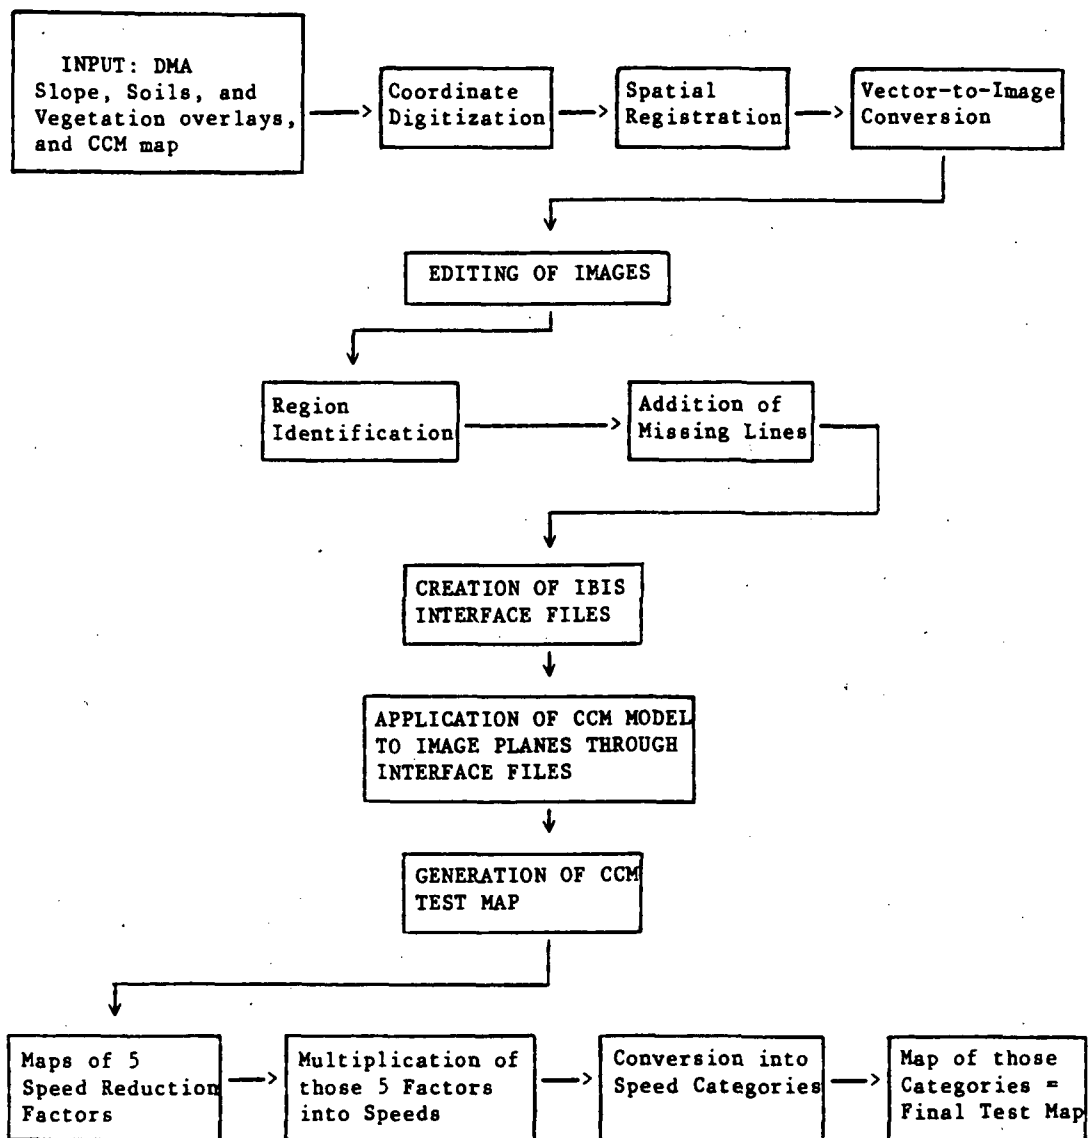 INPUT: DMA
Slope, Soils, and
Vegetation overlays,
and CCM map
Coordinate
Digitization
Spatial
Registration
Vector-to-Image
Conversion
EDITING OF IMAGES
Region
Identification
Addition of
Missing Lines
CREATION OF IBIS
INTERFACE FILES
APPLICATION OF CCM MODEL
TO IMAGE PLANES THROUGH
INTERFACE FILES
GENERATION OF CCM
TEST MAP
Maps of 5
Speed Reduction
Factors
Multiplication of
those 5 Factors
into Speeds
Conversion into
Speed Categories
Map of those
Categories =
Final Test Map